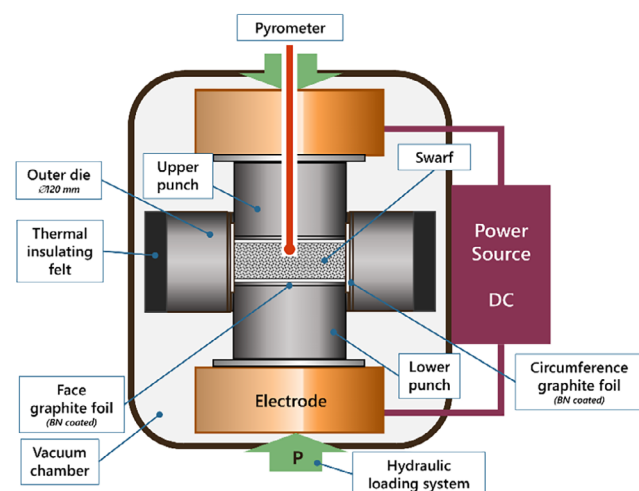 Pyrometer
Upper
punch
Swarf
Outer die
∅120 mm
Thermal
insulating
felt
Power
Source
DC
Face
graphite foil
(BN coated)
Electrode
Lower
punch
Circumference
graphite foil
(BN coated)
Vacuum
chamber
P
Hydraulic
loading system